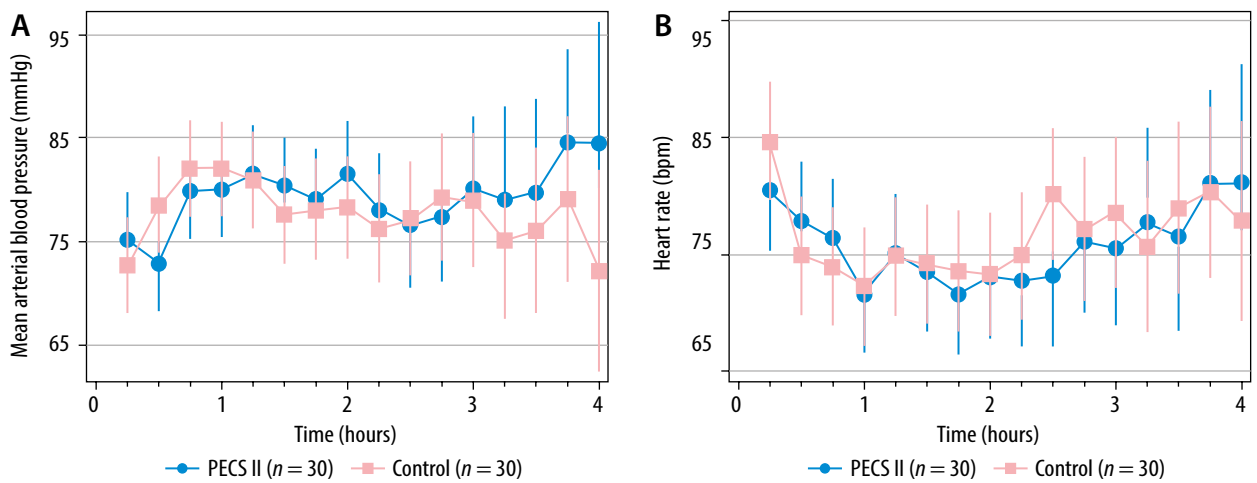 A
Mean arterial blood pressure (mmHg)
95
85
75
65
0 1 2 3 4
Time (hours)
PECS II (n = 30) Control (n = 30)
B
Heart rate (bpm)
95
85
75
65
0 1 2 3 4
Time (hours)
PECS II (n = 30) Control (n = 30)